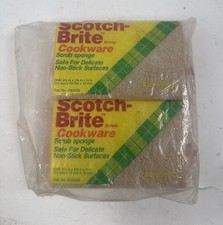 Scotch-
Brite
Cookware
Scrub sponge
Safe For Delicate
Non-Stick Surfaces
Scotch-
Brite
Cookware
Scrub sponge
Safe For Delicate
Non-Stick Surfaces